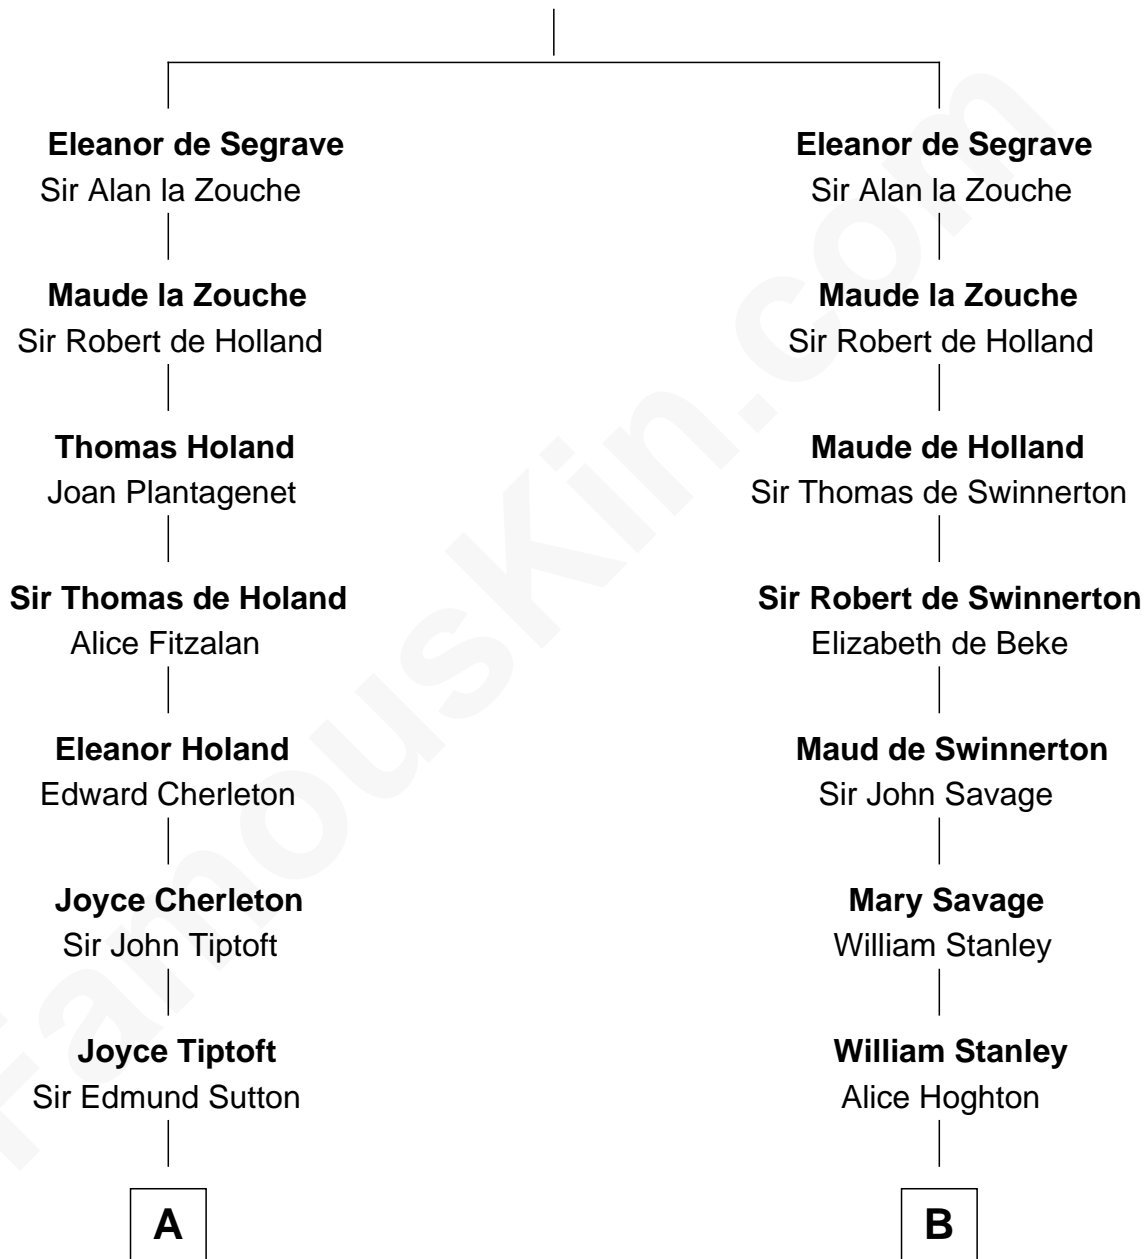 Eleanor de Segrave
Sir Alan la Zouche
Maude la Zouche
Sir Robert de Holland
Thomas Holand
Joan Plantagenet
Sir Thomas de Holand
Alice Fitzalan
Eleanor Holand
Edward Cherleton
Joyce Cherleton
Sir John Tiptoft
Joyce Tiptoft
Sir Edmund Sutton
A
Eleanor de Segrave
Sir Alan la Zouche
Maude la Zouche
Sir Robert de Holland
Maude de Holland
Sir Thomas de Swinnerton
Sir Robert de Swinnerton
Elizabeth de Beke
Maud de Swinnerton
Sir John Savage
Mary Savage
William Stanley
William Stanley
Alice Hoghton
B
FamousKin.com